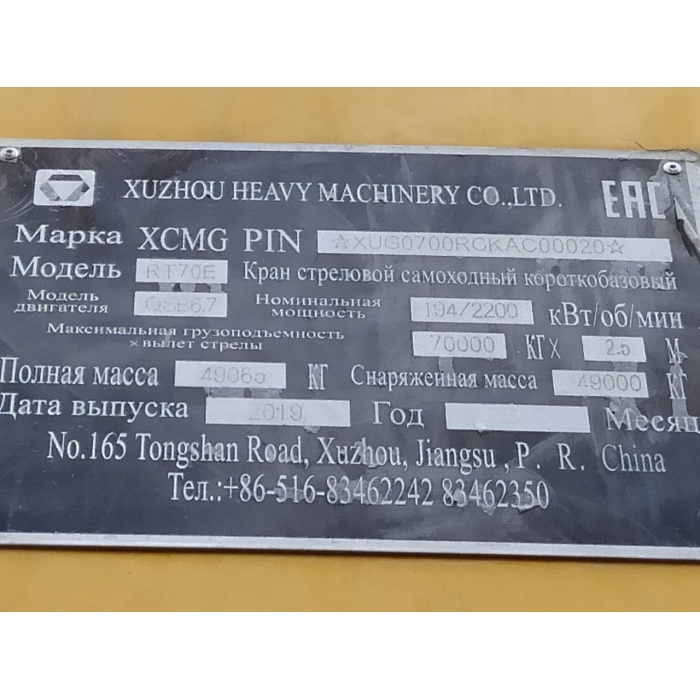 XUZHOU HEAVY MACHINERY CO.,LTD. EAC
Марка XCMG PIN ☆XUG0700RCKAC00020☆
Модель RT70E Кран стреловой самоходный короткобазовый
Модель двигателя QSB6.7 Номинальная мощность 194/2200 кВт/об/мин
Максимальная грузоподъемность
×вылет стрелы 70000 КГ× 2.5 М
Полная масса 49065 КГ Снаряженная масса 49000 КГ
Дата выпуска 2019 Год Месяц
No.165 Tongshan Road, Xuzhou, Jiangsu , P. R. China
Тел.:+86-516-83462242 83462350